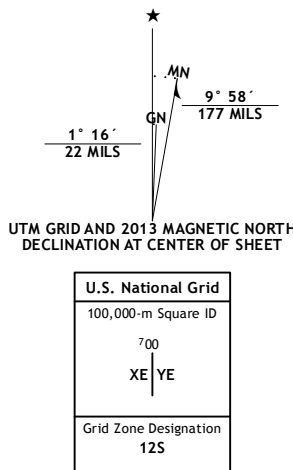 ★
MN
GN
9° 58´
177 MILS
1° 16´
22 MILS
UTM GRID AND 2013 MAGNETIC NORTH
DECLINATION AT CENTER OF SHEET
U.S. National Grid
100,000-m Square ID
⁷00
XE YE
Grid Zone Designation
12S